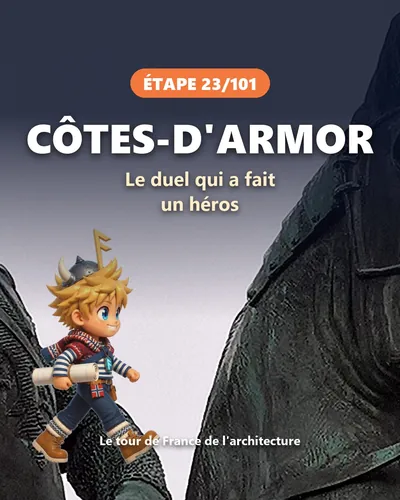 ÉTAPE 23/101
CÔTES-D'ARMOR
Le duel qui a fait
un héros
Le tour de France de l'architecture